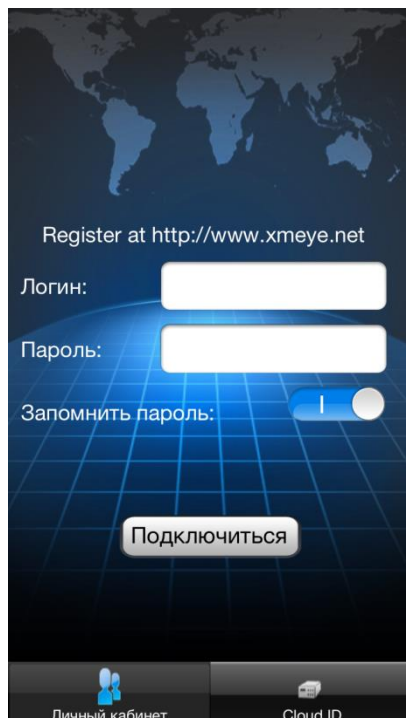 Register at http://www.xmeye.net
Логин:
Пароль:
Запомнить пароль:
Подключиться
Личный кабинет
Cloud ID